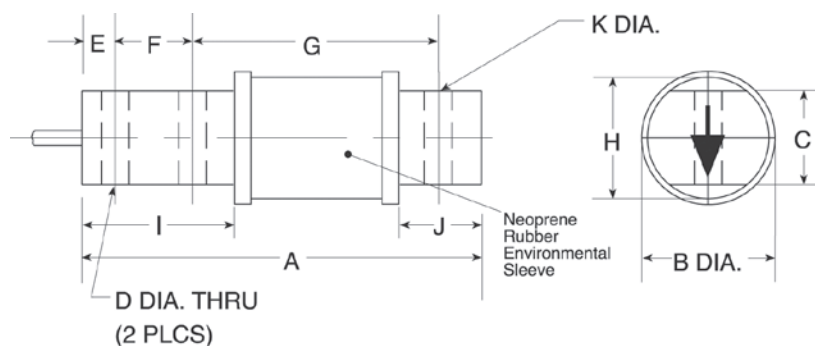 E
F
G
K DIA.
H
C
I
J
Neoprene
Rubber
Environmental
Sleeve
A
B DIA.
D DIA. THRU
(2 PLCS)